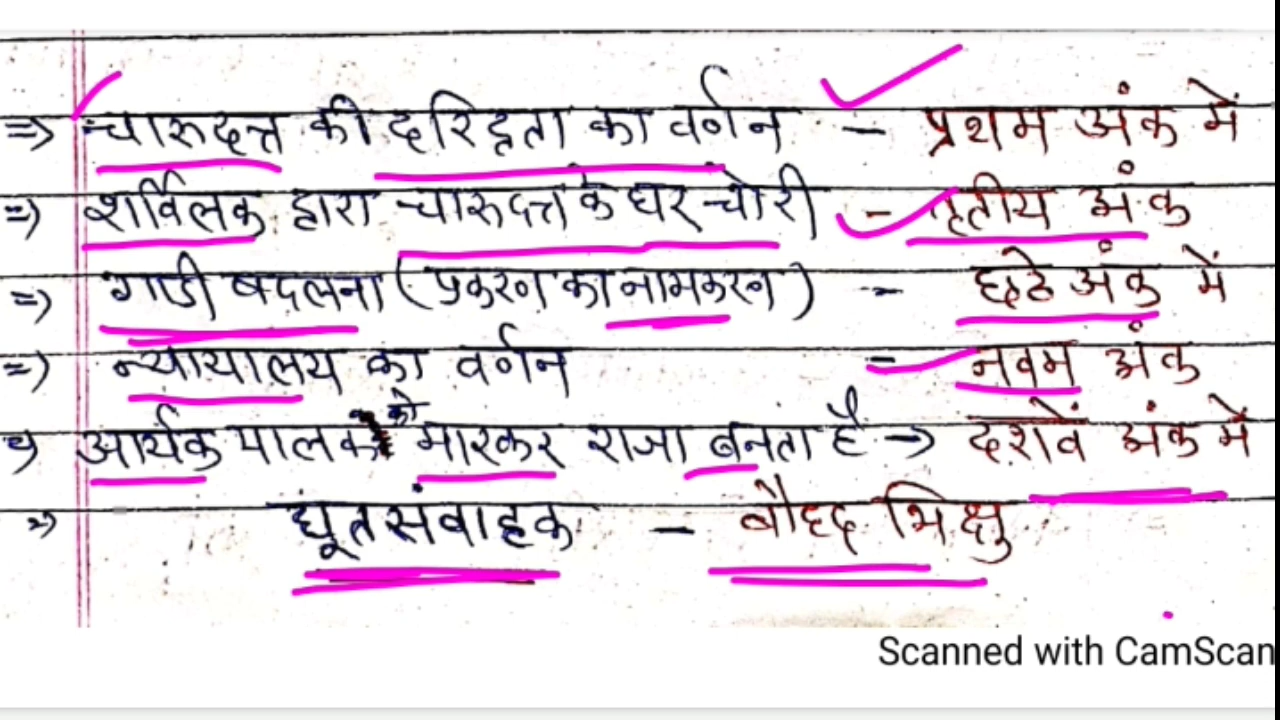 => चारुदत्त की दरिद्रता का वर्णन - प्रथम अंक में
=> शर्विलक द्वारा चारुदत्त के घर चोरी - तृतीय अंक
=> गाडी बदलना (प्रकरण का नामकरण) - छठे अंक में
=> न्यायालय का वर्णन - नवम अंक
=> आर्यक पालक को मारकर राजा बनता है -> दशवें अंक में
=> द्यूत संवाहक - बौद्द भिक्षु
Scanned with CamScan